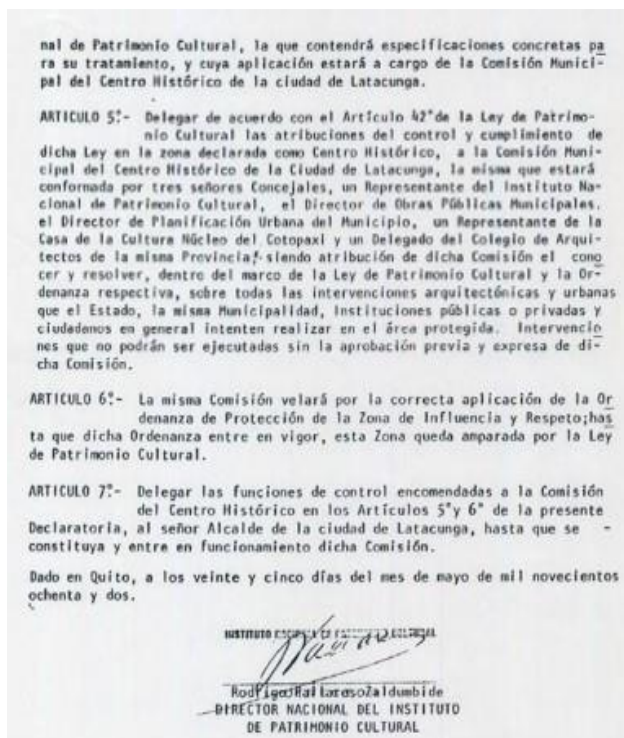 nal de Patrimonio Cultural, la que contendrá especificaciones concretas pa
ra su tratamiento, y cuya aplicación estará a cargo de la Comisión Munici-
pal del Centro Histórico de la ciudad de Latacunga.
ARTICULO 5º.- Delegar de acuerdo con el Artículo 42° de la Ley de Patrimo-
nio Cultural las atribuciones del control y cumplimiento de
dicha Ley en la zona declarada como Centro Histórico, a la Comisión Muni-
cipal del Centro Histórico de la Ciudad de Latacunga, la misma que estará
conformada por tres señores Concejales, un Representante del Instituto Na-
cional de Patrimonio Cultural, el Director de Obras Públicas Municipales.
el Director de Planificación Urbana del Municipio, un Representante de la
Casa de la Cultura Núcleo del Cotopaxi y un Delegado del Colegio de Arqui-
tectos de la misma Provincia, siendo atribución de dicha Comisión el cono
cer y resolver, dentro del marco de la Ley de Patrimonio Cultural y la Or-
denanza respectiva, sobre todas las intervenciones arquitectónicas y urbanas
que el Estado, la misma Municipalidad, Instituciones públicas o privadas y
ciudadanos en general intenten realizar en el área protegida. Intervencio
nes que no podrán ser ejecutadas sin la aprobación previa y expresa de di-
cha Comisión.
ARTICULO 6º.- La misma Comisión velará por la correcta aplicación de la Or
denanza de Protección de la Zona de Influencia y Respeto;has
ta que dicha Ordenanza entre en vigor, esta Zona queda amparada por la Ley
de Patrimonio Cultural.
ARTICULO 7º.- Delegar las funciones de control encomendadas a la Comisión
del Centro Histórico en los Artículos 5° y 6° de la presente
Declaratoria, al señor Alcalde de la ciudad de Latacunga, hasta que se -
constituya y entre en funcionamiento dicha Comisión.
Dado en Quito, a los veinte y cinco días del mes de mayo de mil novecientos
ochenta y dos.
INSTITUTO
Rodrigo Pallares Zaldumbide
DIRECTOR NACIONAL DEL INSTITUTO
DE PATRIMONIO CULTURAL